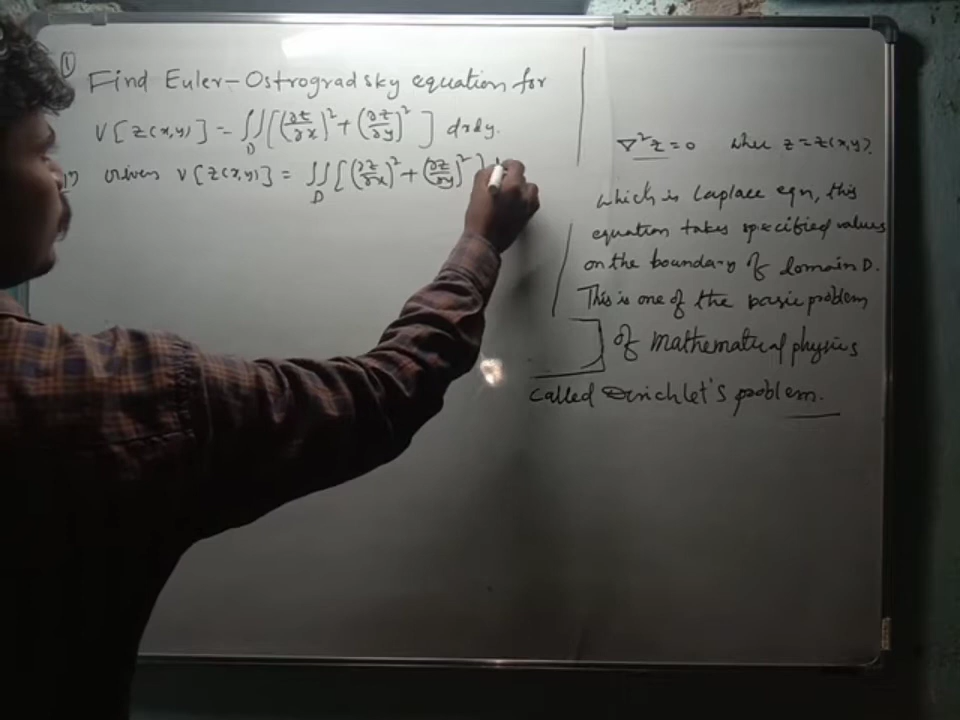 ① Find Euler-Ostrogradsky equation for
V[z(x,y)] = ∬_D [(∂z/∂x)² + (∂z/∂y)²] dxdy.
Given V[z(x,y)] = ∬_D [(∂z/∂x)² + (∂z/∂y)²]
∇²z = 0 where z = z(x,y).
which is Laplace eqn, this
equation takes specified values
on the boundary of domain D.
This is one of the basic problem
of mathematical physics
called Dirichlet's problem.